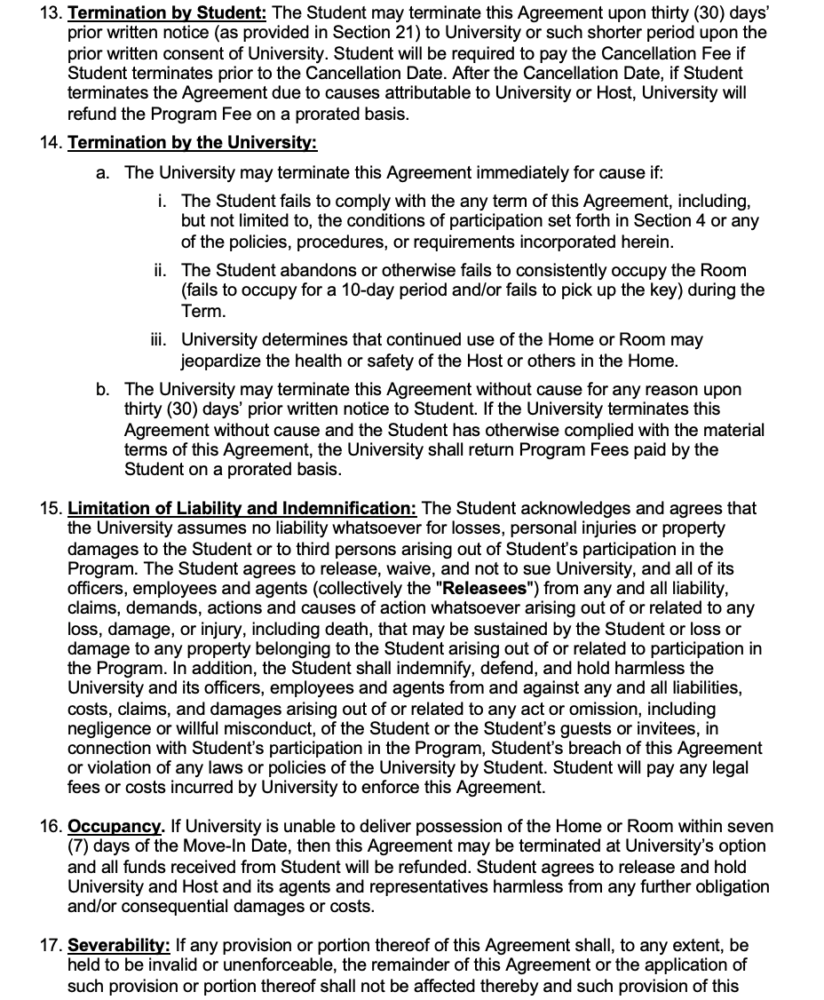 13. Termination by Student: The Student may terminate this Agreement upon thirty (30) days'
prior written notice (as provided in Section 21) to University or such shorter period upon the
prior written consent of University. Student will be required to pay the Cancellation Fee if
Student terminates prior to the Cancellation Date. After the Cancellation Date, if Student
terminates the Agreement due to causes attributable to University or Host, University will
refund the Program Fee on a prorated basis.
14. Termination by the University:
a. The University may terminate this Agreement immediately for cause if:
i. The Student fails to comply with the any term of this Agreement, including,
but not limited to, the conditions of participation set forth in Section 4 or any
of the policies, procedures, or requirements incorporated herein.
ii. The Student abandons or otherwise fails to consistently occupy the Room
(fails to occupy for a 10-day period and/or fails to pick up the key) during the
Term.
iii. University determines that continued use of the Home or Room may
jeopardize the health or safety of the Host or others in the Home.
b. The University may terminate this Agreement without cause for any reason upon
thirty (30) days' prior written notice to Student. If the University terminates this
Agreement without cause and the Student has otherwise complied with the material
terms of this Agreement, the University shall return Program Fees paid by the
Student on a prorated basis.
15. Limitation of Liability and Indemnification: The Student acknowledges and agrees that
the University assumes no liability whatsoever for losses, personal injuries or property
damages to the Student or to third persons arising out of Student's participation in the
Program. The Student agrees to release, waive, and not to sue University, and all of its
officers, employees and agents (collectively the "Releasees") from any and all liability,
claims, demands, actions and causes of action whatsoever arising out of or related to any
loss, damage, or injury, including death, that may be sustained by the Student or loss or
damage to any property belonging to the Student arising out of or related to participation in
the Program. In addition, the Student shall indemnify, defend, and hold harmless the
University and its officers, employees and agents from and against any and all liabilities,
costs, claims, and damages arising out of or related to any act or omission, including
negligence or willful misconduct, of the Student or the Student's guests or invitees, in
connection with Student's participation in the Program, Student's breach of this Agreement
or violation of any laws or policies of the University by Student. Student will pay any legal
fees or costs incurred by University to enforce this Agreement.
16. Occupancy. If University is unable to deliver possession of the Home or Room within seven
(7) days of the Move-In Date, then this Agreement may be terminated at University's option
and all funds received from Student will be refunded. Student agrees to release and hold
University and Host and its agents and representatives harmless from any further obligation
and/or consequential damages or costs.
17. Severability: If any provision or portion thereof of this Agreement shall, to any extent, be
held to be invalid or unenforceable, the remainder of this Agreement or the application of
such provision or portion thereof shall not be affected thereby and such provision of this